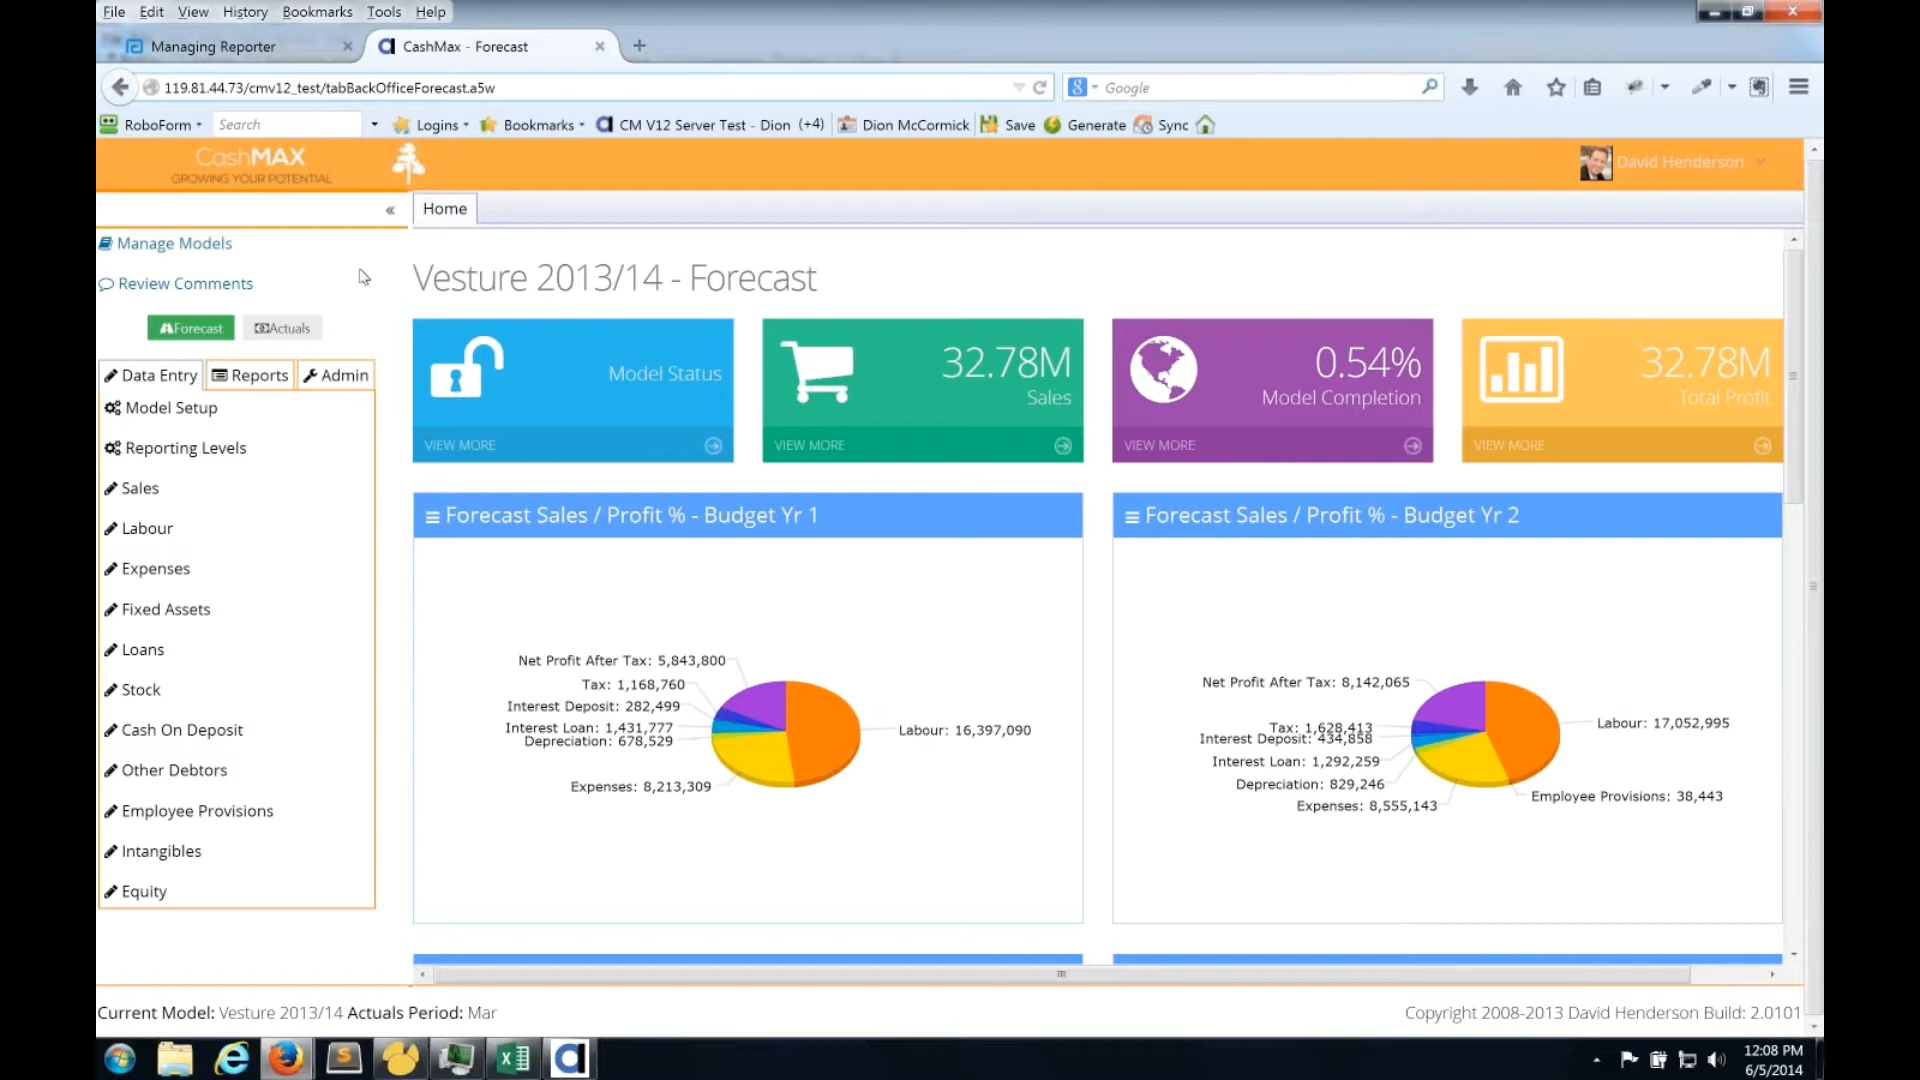 File Edit View History Bookmarks Tools Help
Managing Reporter
CashMax - Forecast
119.81.44.73/cmv12_test/tabBackOfficeForecast.a5w
Google
RoboForm Search Logins Bookmarks CM V12 Server Test - Dion (+4) Dion McCormick Save Generate Sync
CashMAX
GROWING YOUR POTENTIAL
David Henderson
«
Home
Manage Models
Review Comments
Forecast Actuals
Data Entry Reports Admin
Model Setup
Reporting Levels
Sales
Labour
Expenses
Fixed Assets
Loans
Stock
Cash On Deposit
Other Debtors
Employee Provisions
Intangibles
Equity
Vesture 2013/14 - Forecast
Model Status
VIEW MORE
32.78M
Sales
VIEW MORE
0.54%
Model Completion
VIEW MORE
32.78M
Total Profit
VIEW MORE
Forecast Sales / Profit % - Budget Yr 1
Net Profit After Tax: 5,843,800
Tax: 1,168,760
Interest Deposit: 282,499
Interest Loan: 1,431,777
Depreciation: 678,529
Expenses: 8,213,309
Labour: 16,397,090
Forecast Sales / Profit % - Budget Yr 2
Net Profit After Tax: 8,142,065
Tax: 1,628,413
Interest Deposit: 434,858
Interest Loan: 1,292,259
Depreciation: 829,246
Expenses: 8,555,143
Labour: 17,052,995
Employee Provisions: 38,443
Current Model: Vesture 2013/14 Actuals Period: Mar
Copyright 2008-2013 David Henderson Build: 2.0101
12:08 PM
6/5/2014